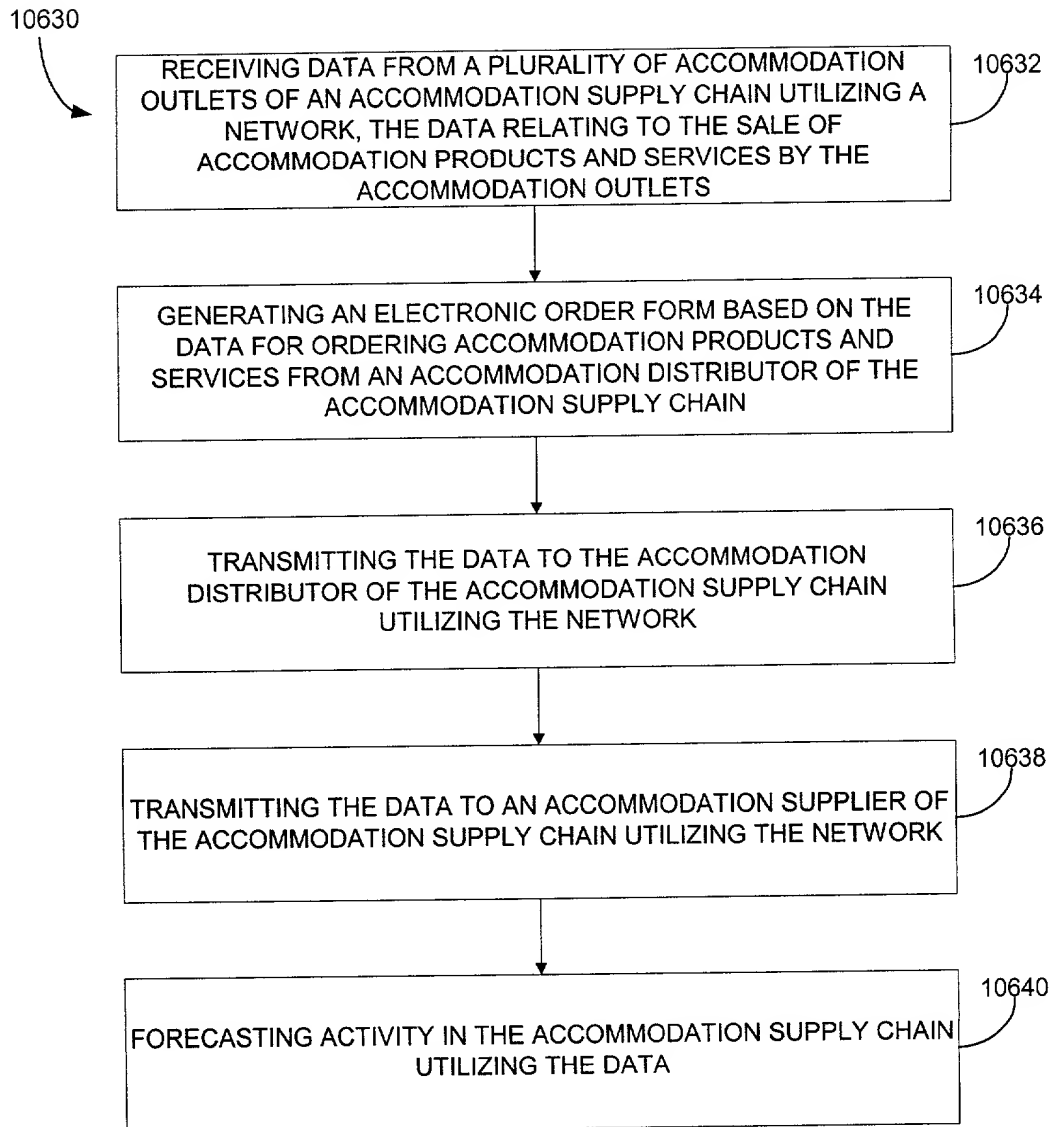 10630
RECEIVING DATA FROM A PLURALITY OF ACCOMMODATION
OUTLETS OF AN ACCOMMODATION SUPPLY CHAIN UTILIZING A
NETWORK, THE DATA RELATING TO THE SALE OF
ACCOMMODATION PRODUCTS AND SERVICES BY THE
ACCOMMODATION OUTLETS
10632
GENERATING AN ELECTRONIC ORDER FORM BASED ON THE
DATA FOR ORDERING ACCOMMODATION PRODUCTS AND
SERVICES FROM AN ACCOMMODATION DISTRIBUTOR OF THE
ACCOMMODATION SUPPLY CHAIN
10634
TRANSMITTING THE DATA TO THE ACCOMMODATION
DISTRIBUTOR OF THE ACCOMMODATION SUPPLY CHAIN
UTILIZING THE NETWORK
10636
TRANSMITTING THE DATA TO AN ACCOMMODATION SUPPLIER OF
THE ACCOMMODATION SUPPLY CHAIN UTILIZING THE NETWORK
10638
FORECASTING ACTIVITY IN THE ACCOMMODATION SUPPLY CHAIN
UTILIZING THE DATA
10640